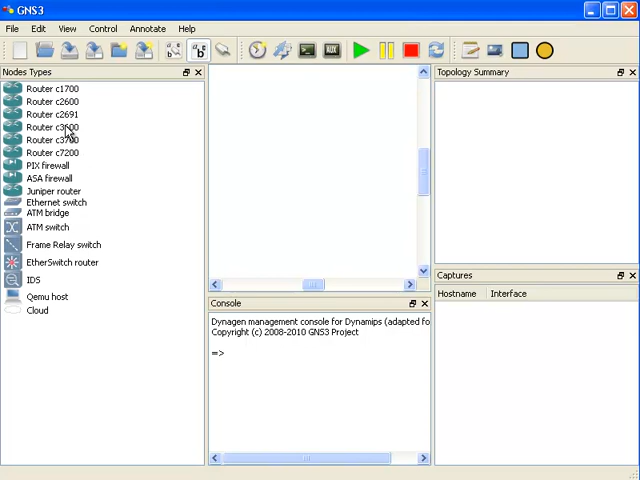 GNS3
File Edit View Control Annotate Help
Nodes Types
Router c1700
Router c2600
Router c2691
Router c3600
Router c3700
Router c7200
PIX firewall
ASA firewall
Juniper router
Ethernet switch
ATM bridge
ATM switch
Frame Relay switch
EtherSwitch router
IDS
Qemu host
Cloud
AUX
Console
Dynagen management console for Dynamips (adapted fo
Copyright (c) 2008-2010 GNS3 Project
=>
Topology Summary
Captures
Hostname Interface